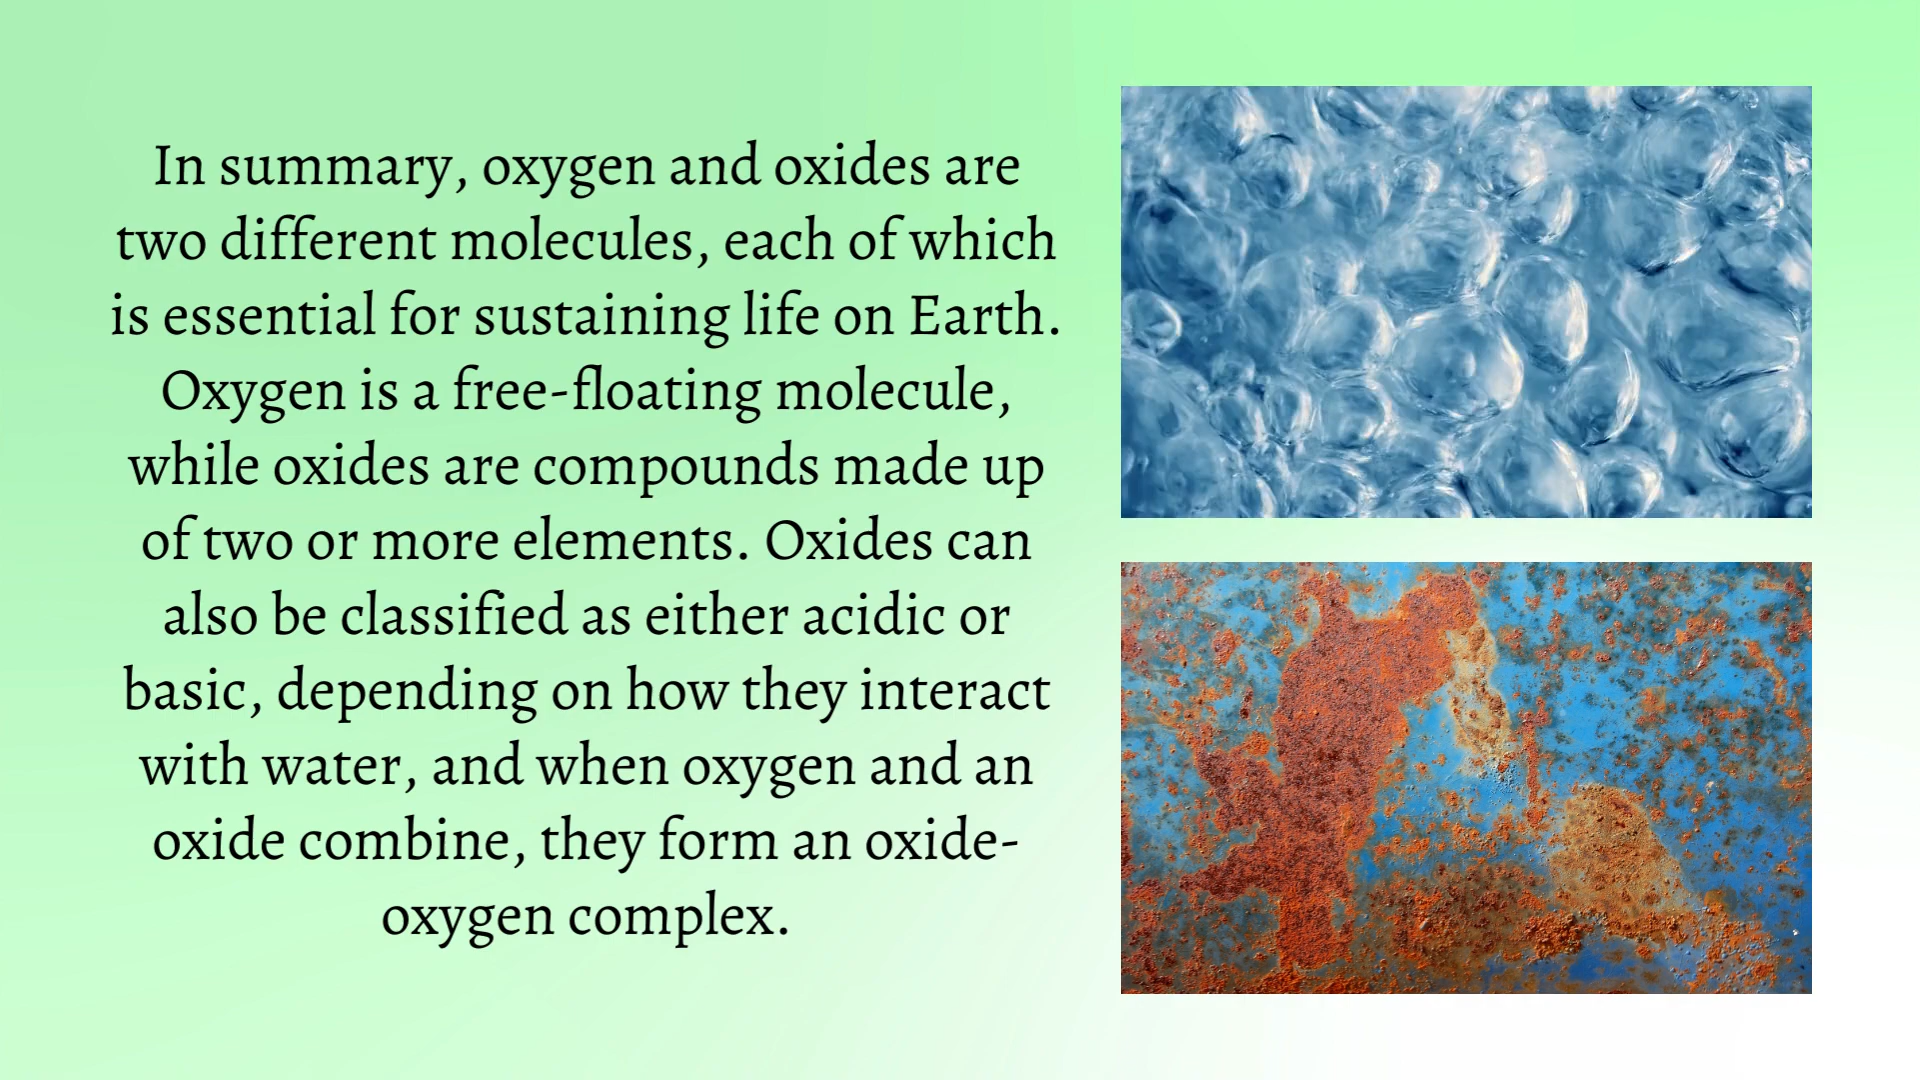 In summary, oxygen and oxides are
two different molecules, each of which
is essential for sustaining life on Earth.
Oxygen is a free-floating molecule,
while oxides are compounds made up
of two or more elements. Oxides can
also be classified as either acidic or
basic, depending on how they interact
with water, and when oxygen and an
oxide combine, they form an oxide-
oxygen complex.